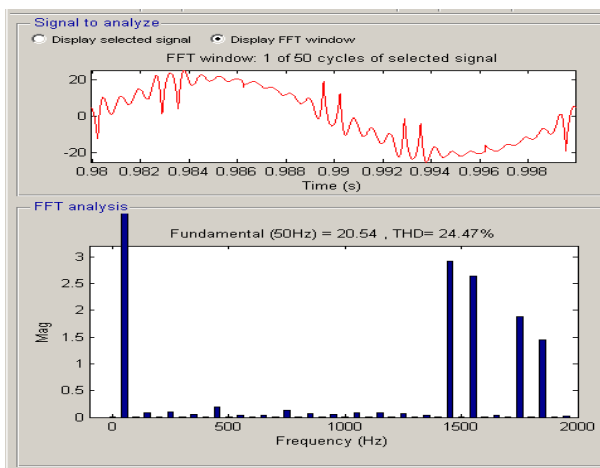 Signal to analyze
Display selected signal Display FFT window
FFT window: 1 of 50 cycles of selected signal
20
0
-20
0.98 0.982 0.984 0.986 0.988 0.99 0.992 0.994 0.996 0.998
Time (s)
FFT analysis
Fundamental (50Hz) = 20.54 , THD= 24.47%
3
2.5
2
1.5
1
0.5
0
Mag
0 500 1000 1500 2000
Frequency (Hz)